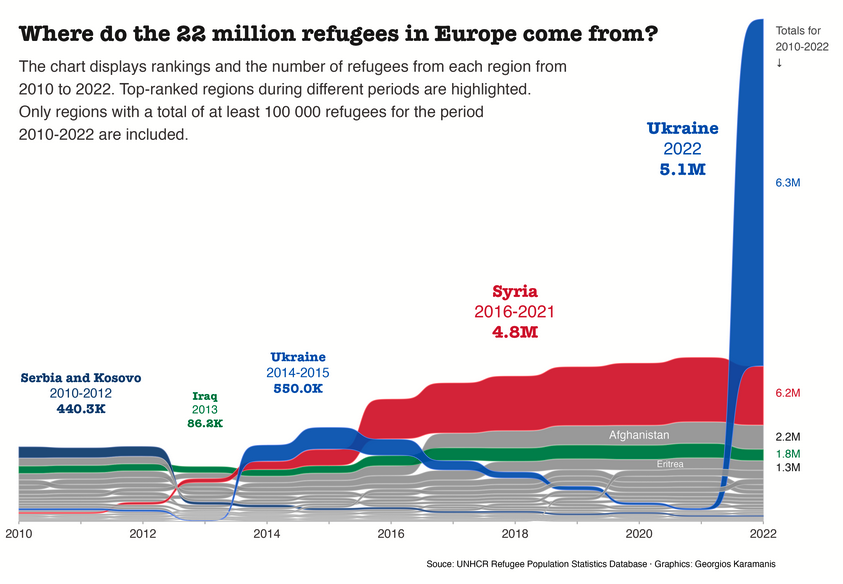 Where do the 22 million refugees in Europe come from?
The chart displays rankings and the number of refugees from each region from
2010 to 2022. Top-ranked regions during different periods are highlighted.
Only regions with a total of at least 100 000 refugees for the period
2010-2022 are included.
Totals for
2010-2022
↓
Ukraine
2022
5.1M
6.3M
Syria
2016-2021
4.8M
Ukraine
2014-2015
550.0K
Serbia and Kosovo
2010-2012
440.3K
Iraq
2013
86.2K
6.2M
Afghanistan
2.2M
1.8M
Eritrea
1.3M
2010 2012 2014 2016 2018 2020 2022
Souce: UNHCR Refugee Population Statistics Database · Graphics: Georgios Karamanis